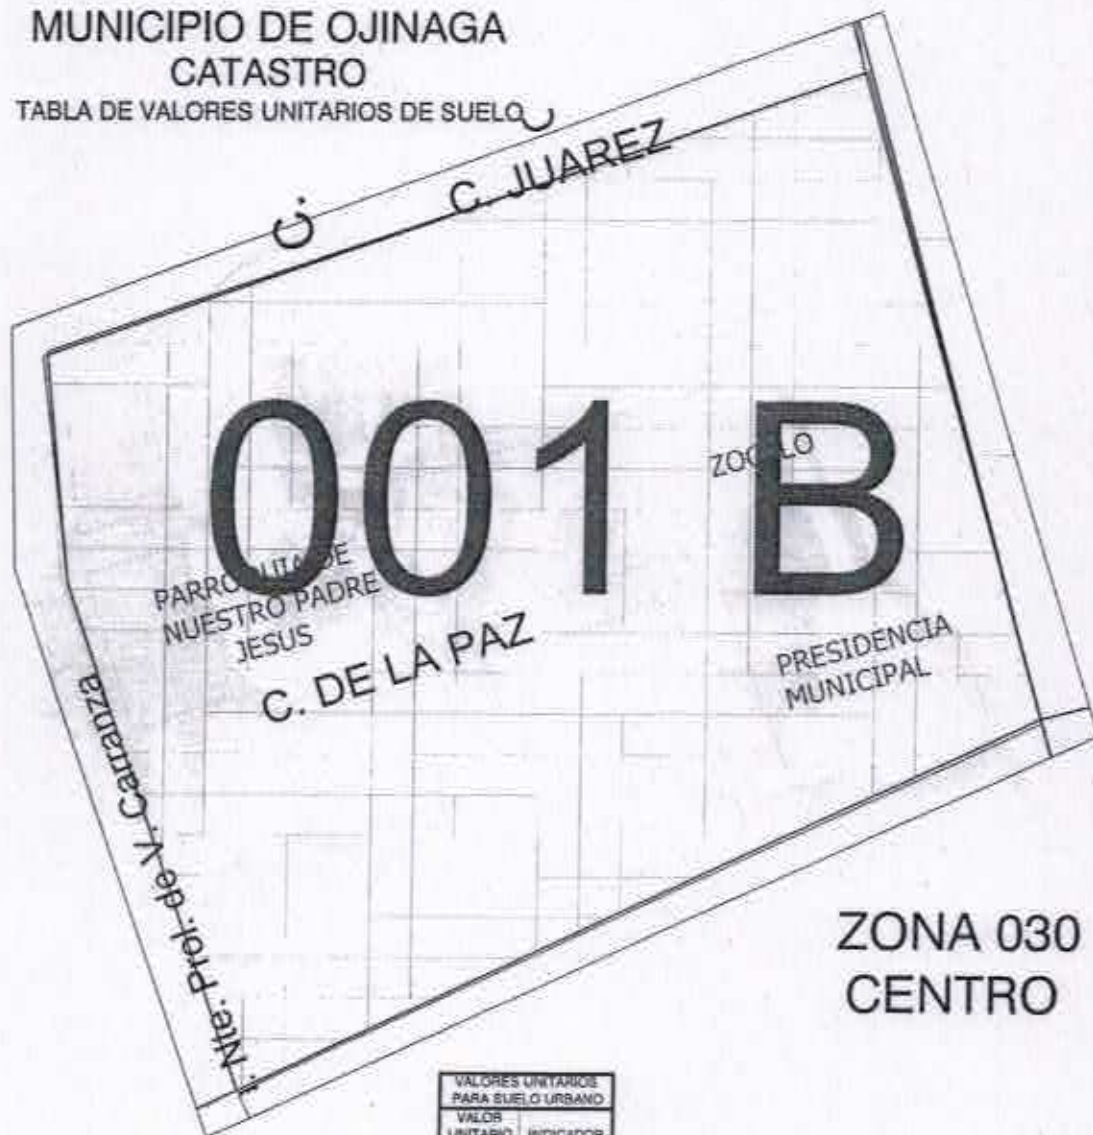 MUNICIPIO DE OJINAGA
CATASTRO
TABLA DE VALORES UNITARIOS DE SUELO
C
C.
C. JUAREZ
001 B
ZOCALO
PARROQUIA DE
NUESTRO PADRE
JESUS
C. DE LA PAZ
PRESIDENCIA
MUNICIPAL
Nte. Prol. de V. Carranza
ZONA 030
CENTRO
VALORES UNITARIOS
PARA SUELO URBANO
VALOR
UNITARIO INDICADOR